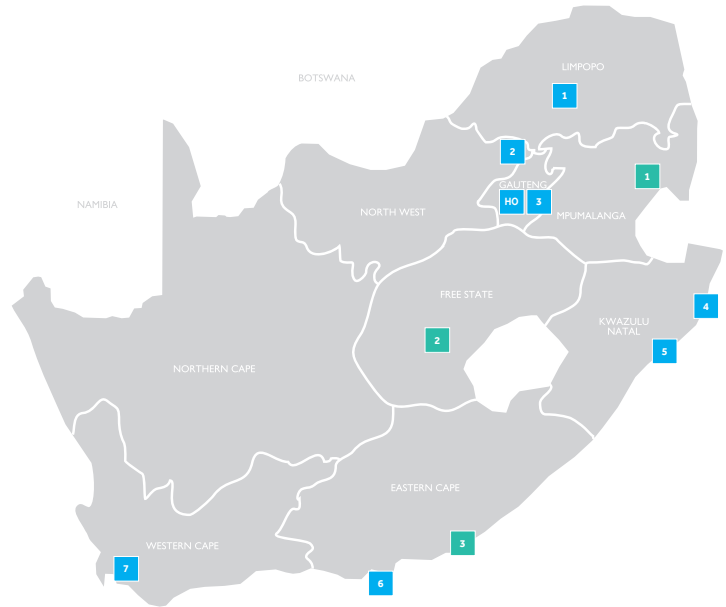 LIMPOPO
BOTSWANA
1
2
1
GAUTENG
NAMIBIA
HO
3
NORTH WEST
MPUMALANGA
FREE STATE
4
KWAZULU
NATAL
2
5
NORTHERN CAPE
EASTERN CAPE
3
WESTERN CAPE
7
6